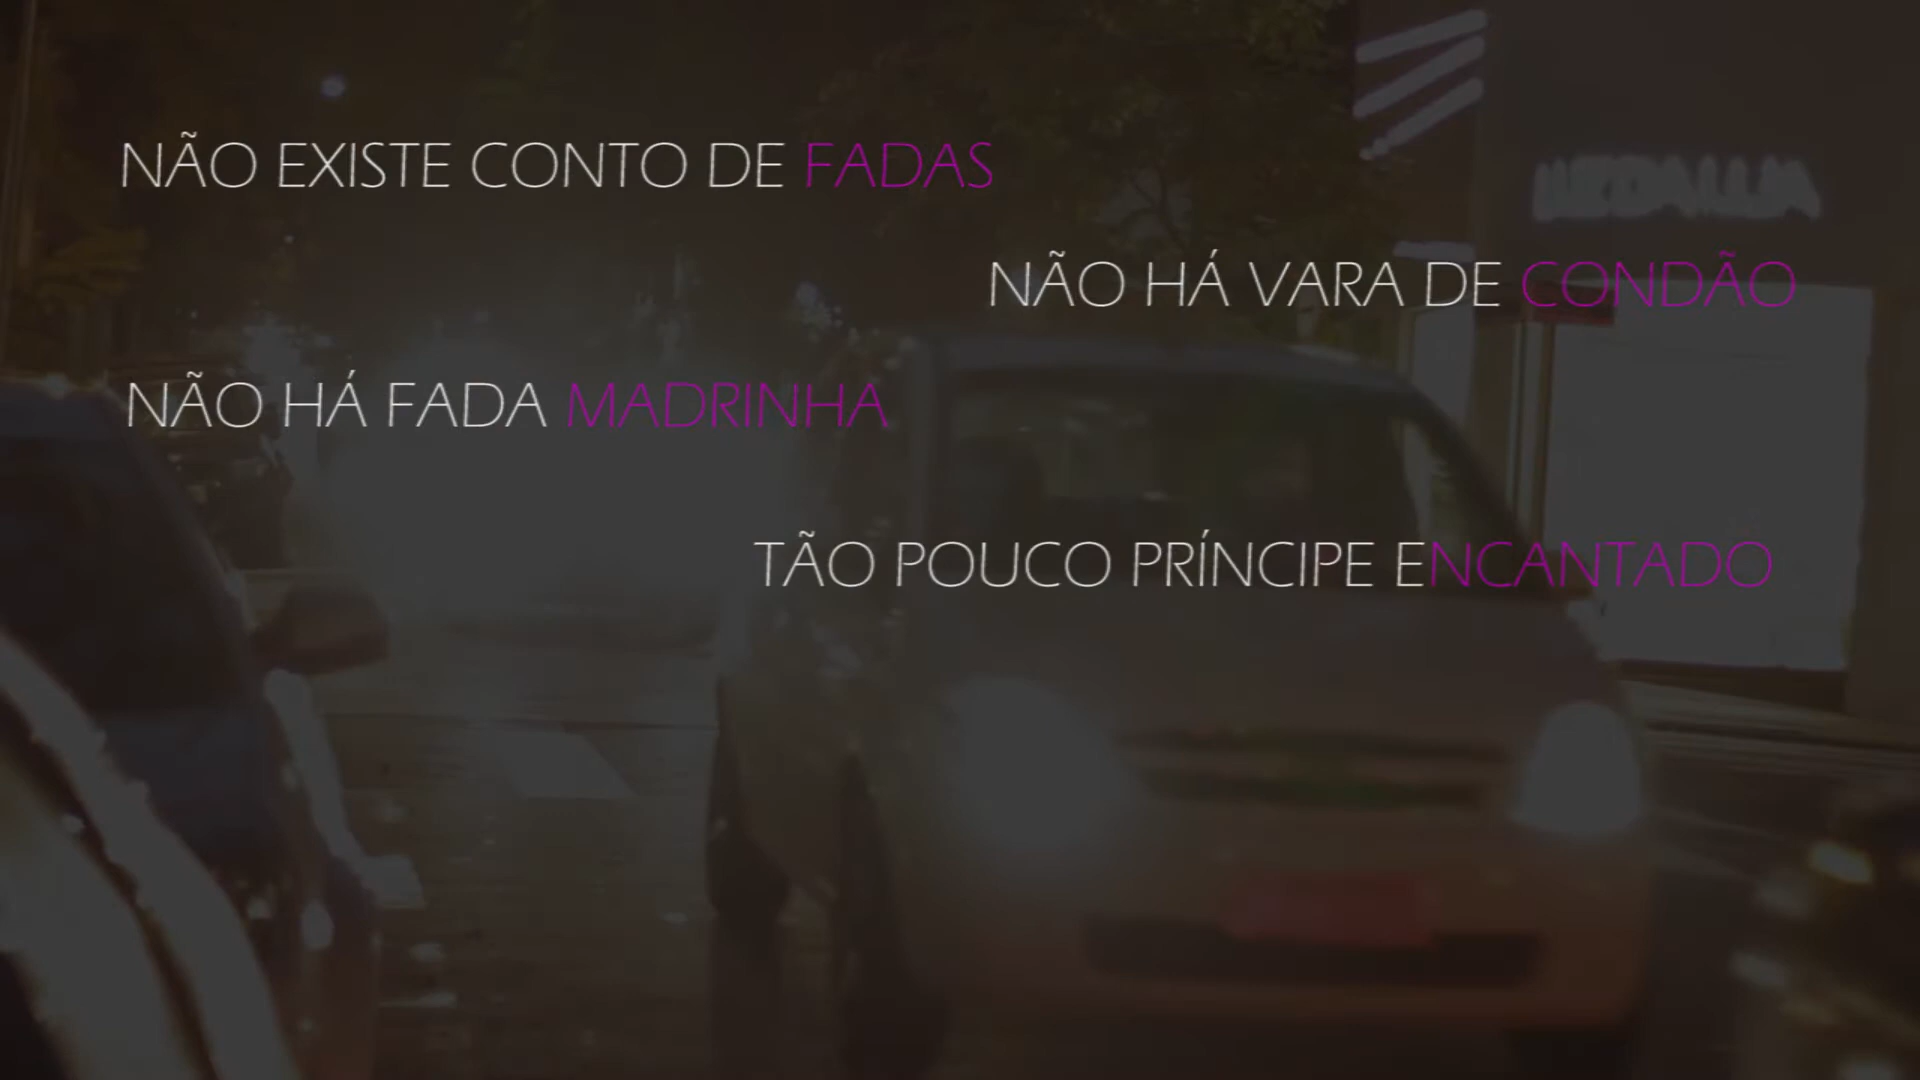 NÃO EXISTE CONTO DE FADAS
NÃO HÁ VARA DE CONDÃO
NÃO HÁ FADA MADRINHA
TÃO POUCO PRÍNCIPE ENCANTADO